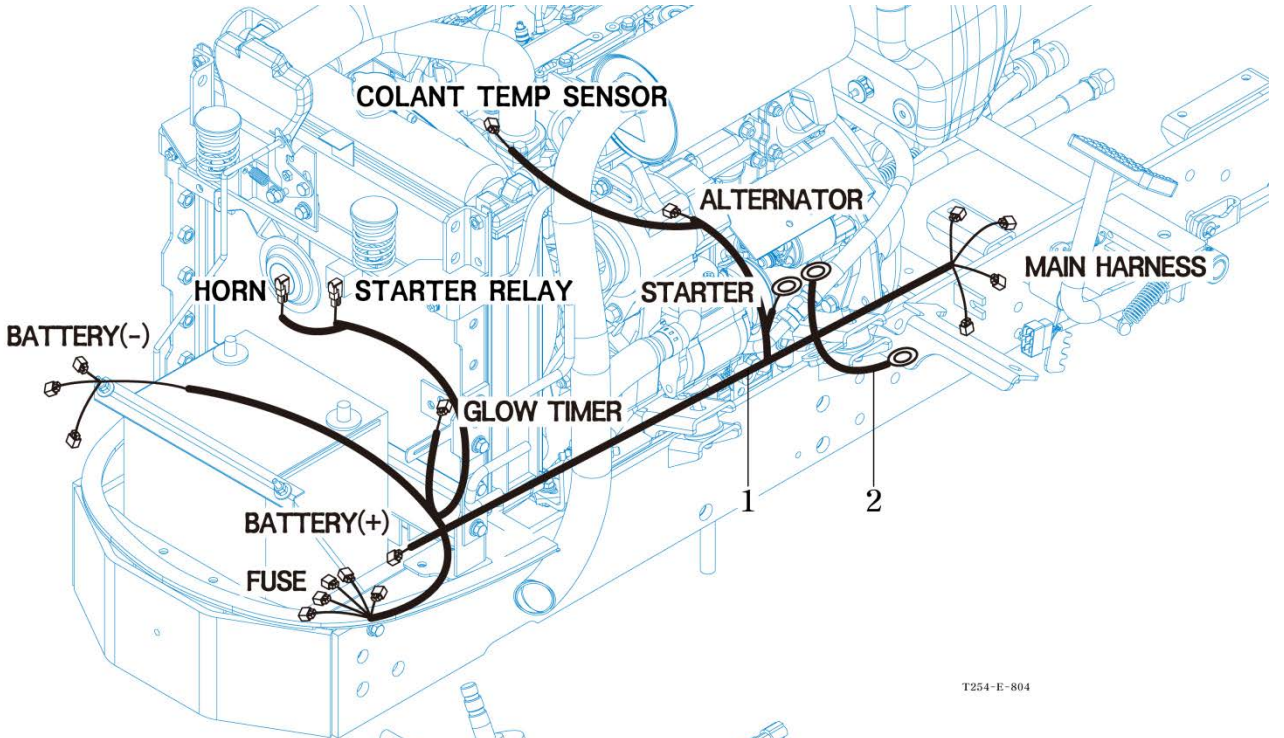 COLANT TEMP SENSOR
ALTERNATOR
MAIN HARNESS
HORN
STARTER RELAY
STARTER
BATTERY(-)
GLOW TIMER
1
2
BATTERY(+)
FUSE
T254-E-804